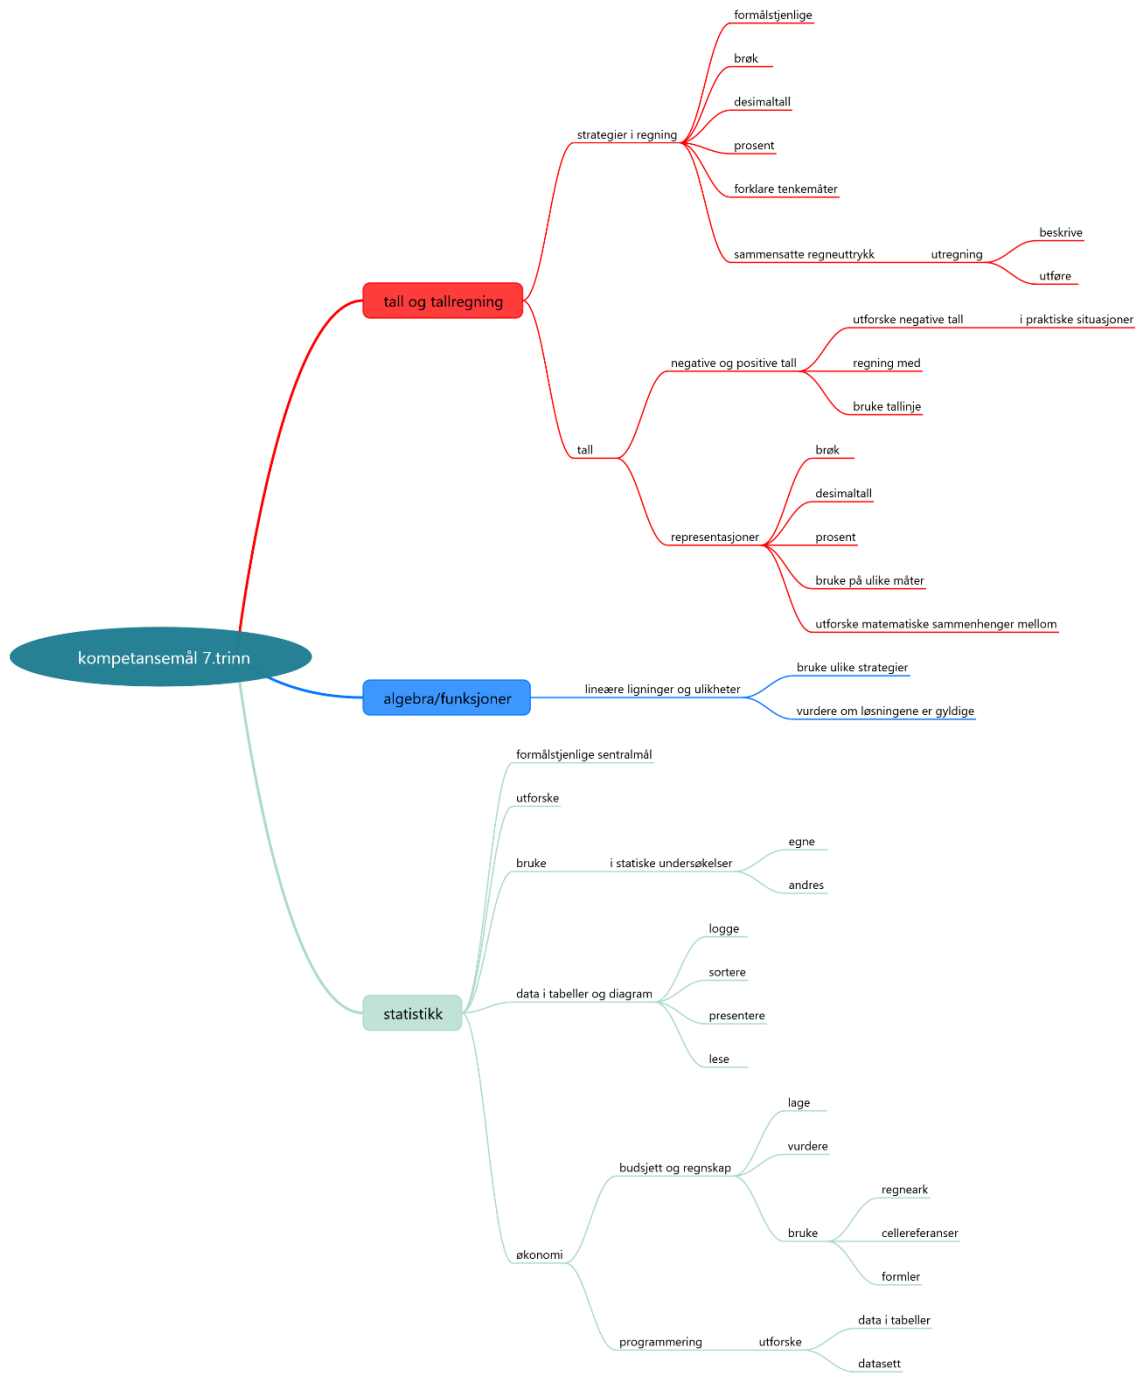 formålstjenlige
brøk
desimaltall
strategier i regning
prosent
forklare tenkemåter
sammensatte regneuttrykk
utregning
beskrive
utføre
tall og tallregning
utforske negative tall
i praktiske situasjoner
negative og positive tall
regning med
bruke tallinje
tall
brøk
desimaltall
representasjoner
prosent
bruke på ulike måter
utforske matematiske sammenhenger mellom
kompetansemål 7.trinn
algebra/funksjoner
lineære ligninger og ulikheter
bruke ulike strategier
vurdere om løsningene er gyldige
formålstjenlige sentralmål
utforske
bruke
i statiske undersøkelser
egne
andres
data i tabeller og diagram
logge
sortere
presentere
lese
statistikk
lage
budsjett og regnskap
vurdere
bruke
regneark
cellereferanser
formler
økonomi
programmering
utforske
data i tabeller
datasett